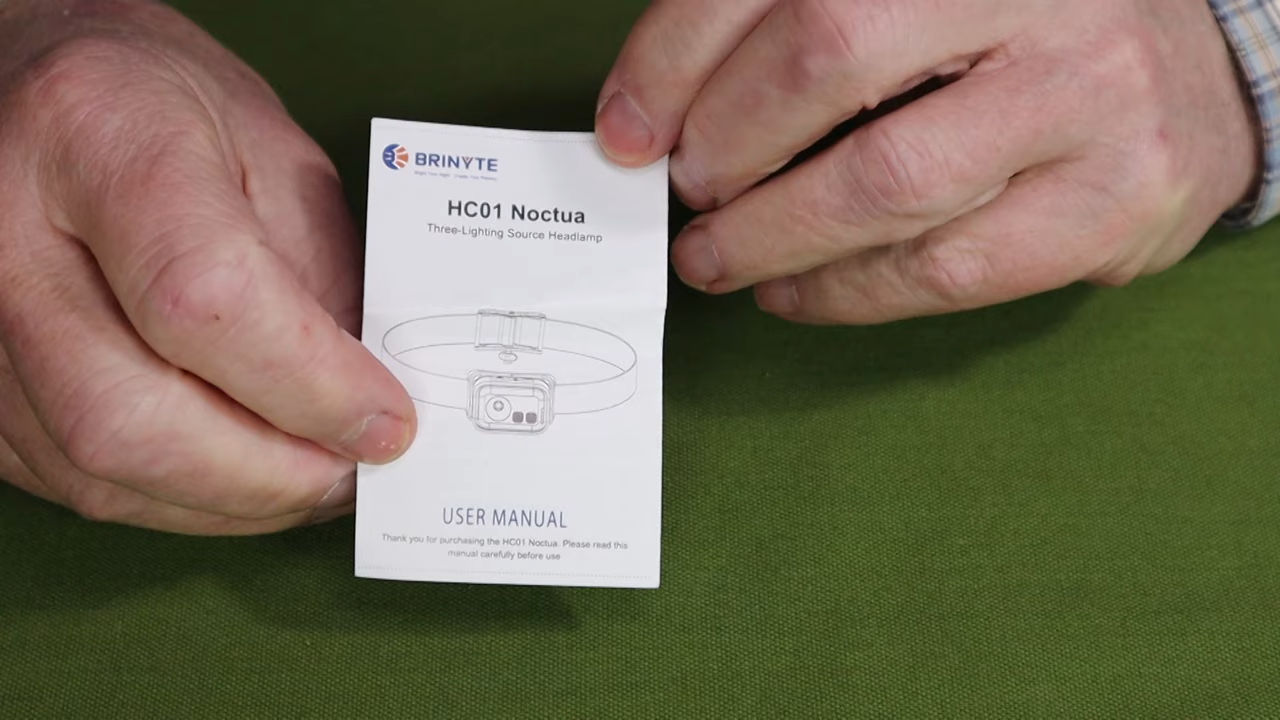 BRINYTE
HC01 Noctua
Three-Lighting Source Headlamp
USER MANUAL
Thank you for purchasing the HC01 Noctua. Please read this
manual carefully before use